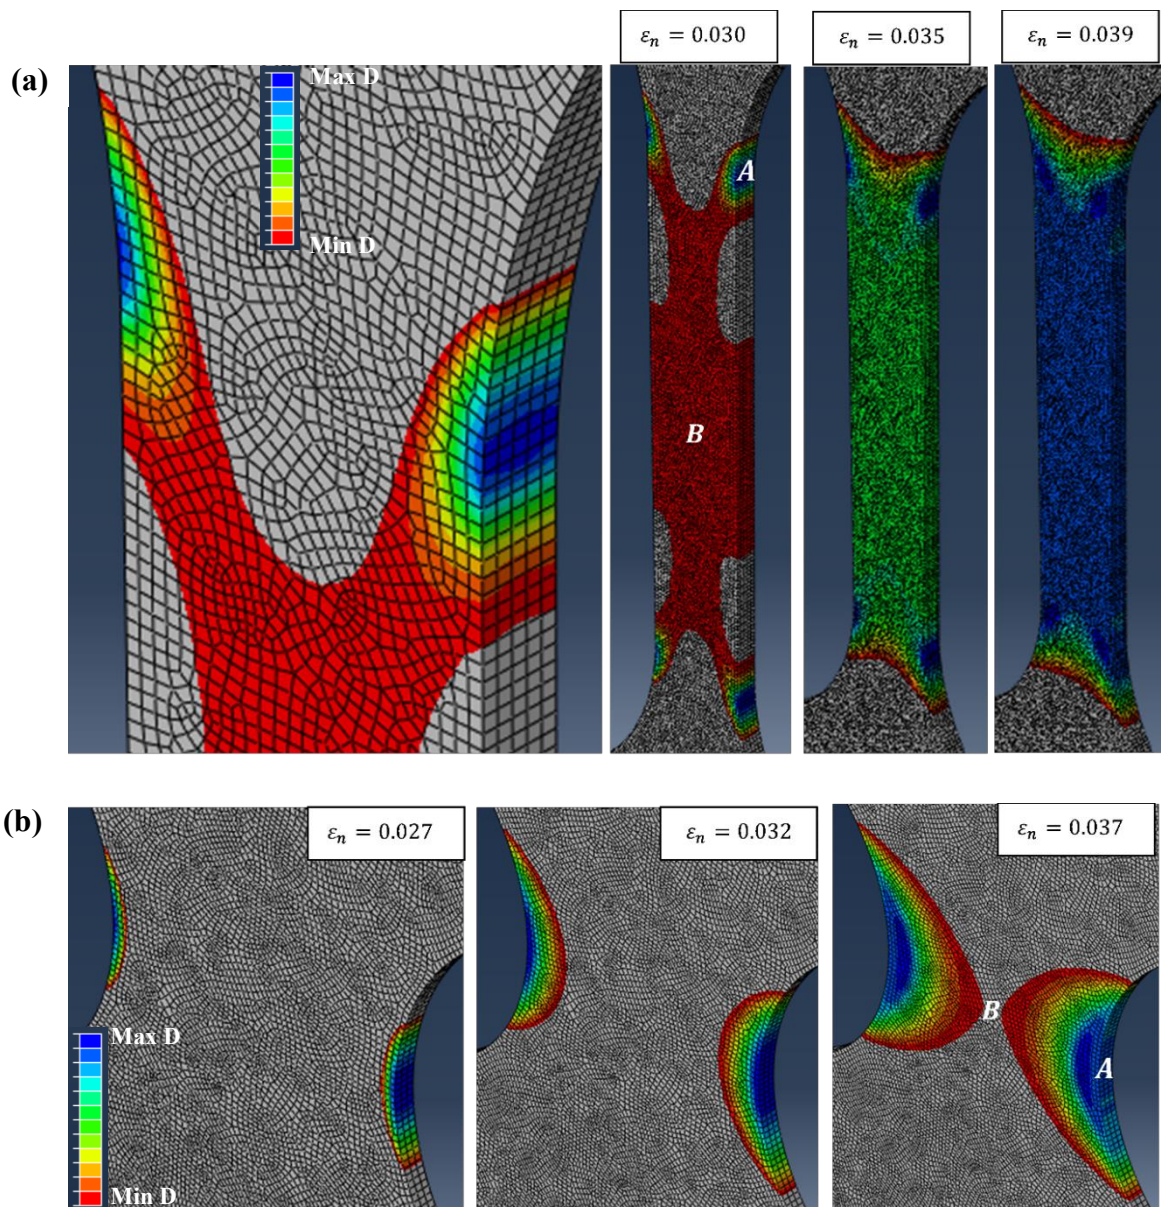 (a)
Max D
Min D
εₙ = 0.030
εₙ = 0.035
εₙ = 0.039
A
B
(b)
εₙ = 0.027
εₙ = 0.032
εₙ = 0.037
Max D
Min D
B
A